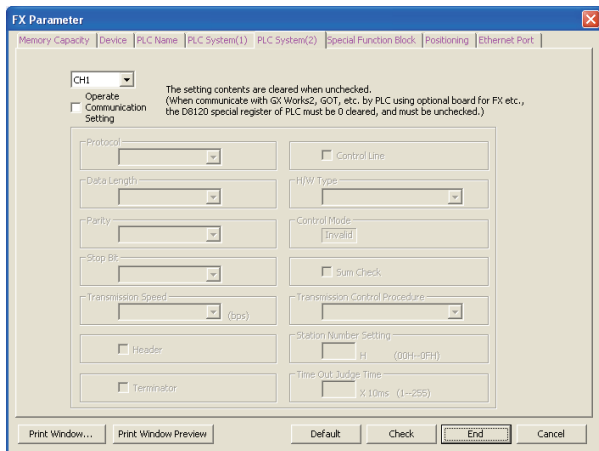 FX Parameter
Memory Capacity Device PLC Name PLC System(1) PLC System(2) Special Function Block Positioning Ethernet Port
CH1
The setting contents are cleared when unchecked.
(When communicate with GX Works2, GOT, etc. by PLC using optional board for FX etc.,
the D8120 special register of PLC must be 0 cleared, and must be unchecked.)
Operate
Communication
Setting
Protocol
Control Line
Data Length
H/W Type
Parity
Control Mode
Invalid
Stop Bit
Sum Check
Transmission Speed
(bps)
Transmission Control Procedure
Header
Station Number Setting
H (00H--0FH)
Terminator
Time Out Judge Time
X 10ms (1--255)
Print Window... Print Window Preview Default Check End Cancel